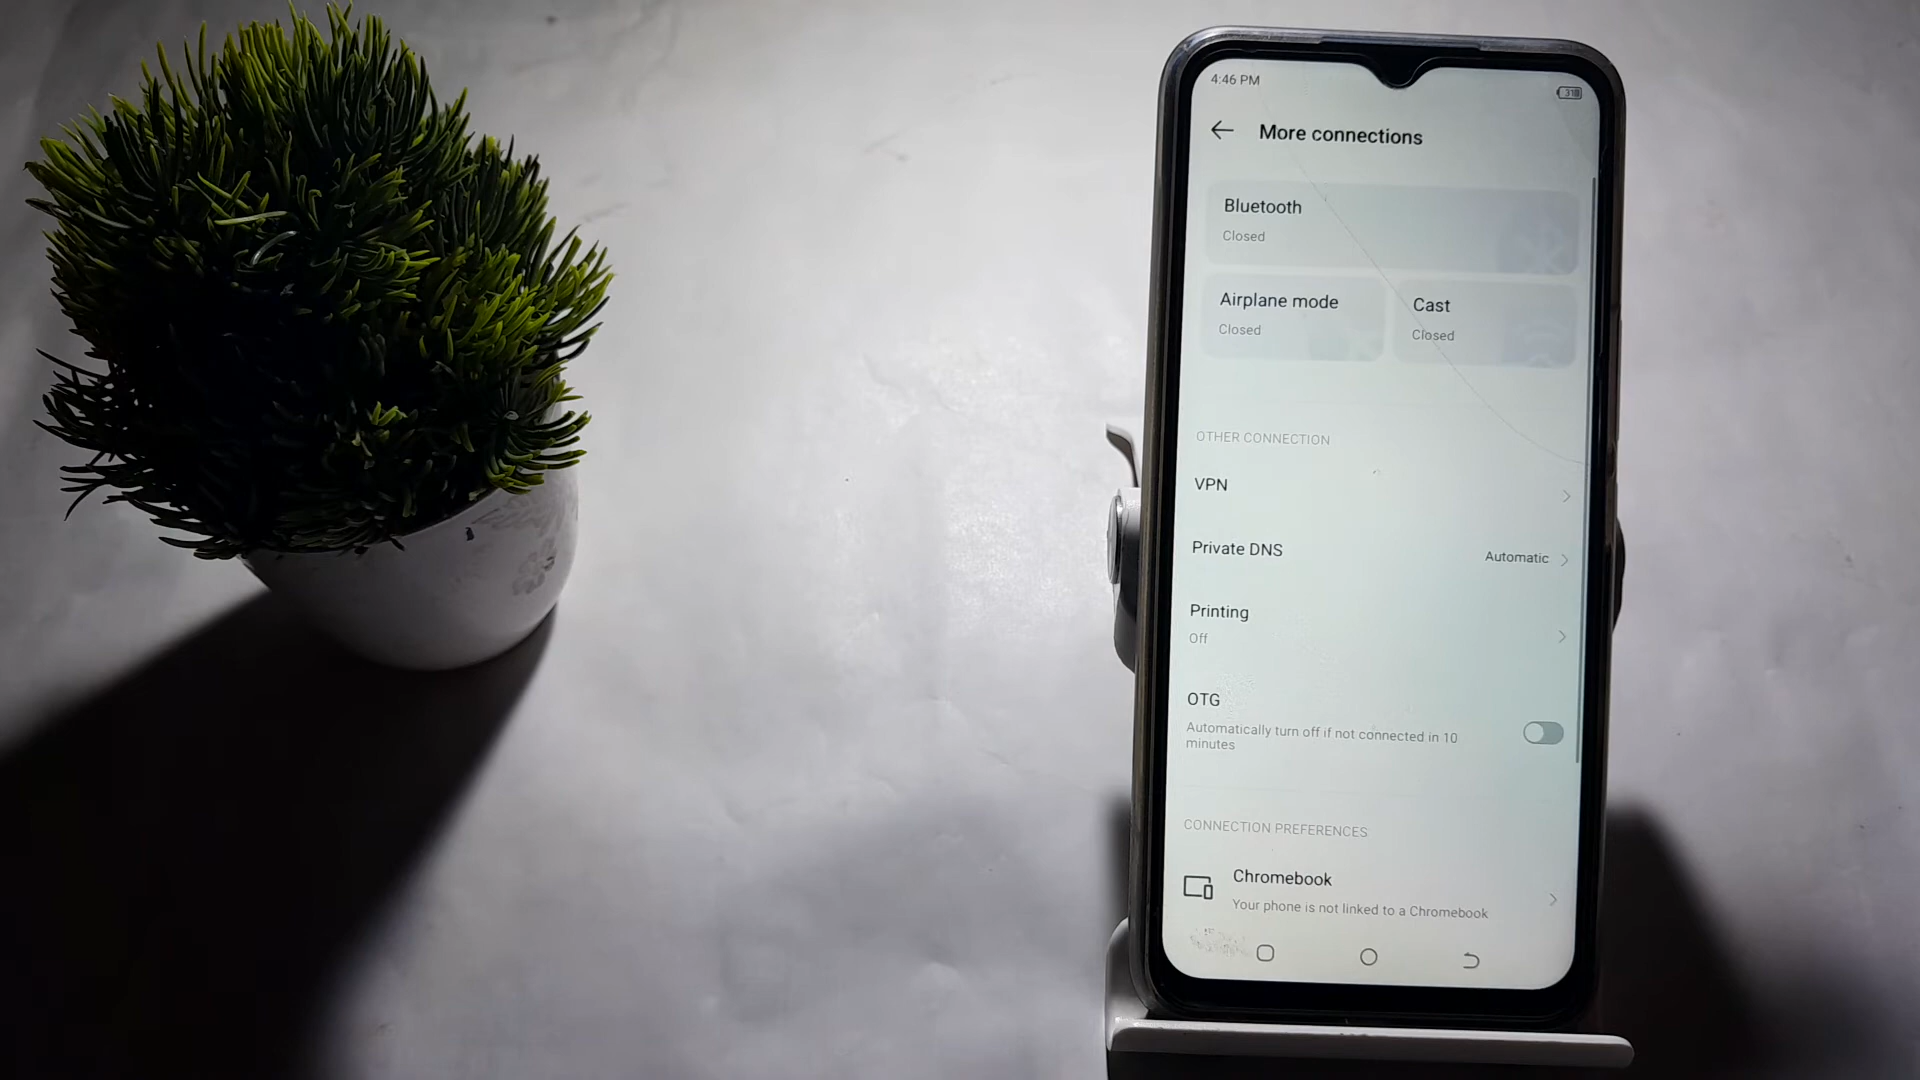 4:46 PM
More connections
Bluetooth
Closed
Airplane mode
Cast
Closed
Closed
OTHER CONNECTION
VPN
Private DNS
Automatic
Printing
Off
OTG
Automatically turn off if not connected in 10
minutes
CONNECTION PREFERENCES
Chromebook
Your phone is not linked to a Chromebook